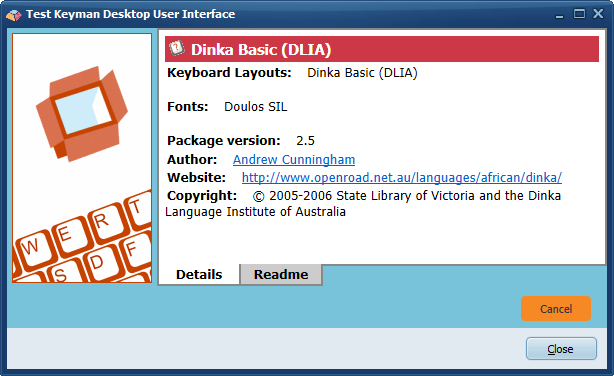 Test Keyman Desktop User Interface
Dinka Basic (DLIA)
Keyboard Layouts: Dinka Basic (DLIA)
Fonts: Doulos SIL
Package version: 2.5
Author: Andrew Cunningham
Website: http://www.openroad.net.au/languages/african/dinka/
Copyright: © 2005-2006 State Library of Victoria and the Dinka
Language Institute of Australia
W E R T
S D F
Details Readme
Cancel
Close